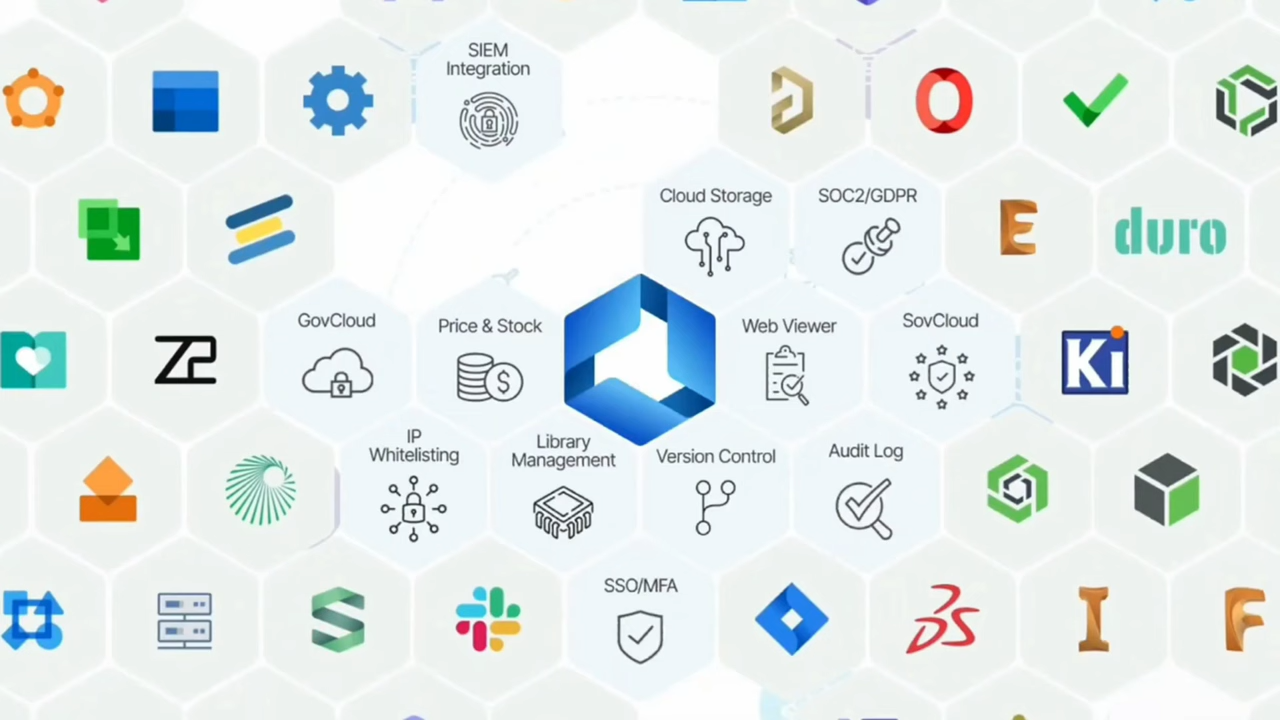 SIEM
Integration
Cloud Storage
SOC2/GDPR
E
duro
GovCloud
Price & Stock
Web Viewer
SovCloud
Ki
IP
Whitelisting
Library
Management
Version Control
Audit Log
SSO/MFA
I
F